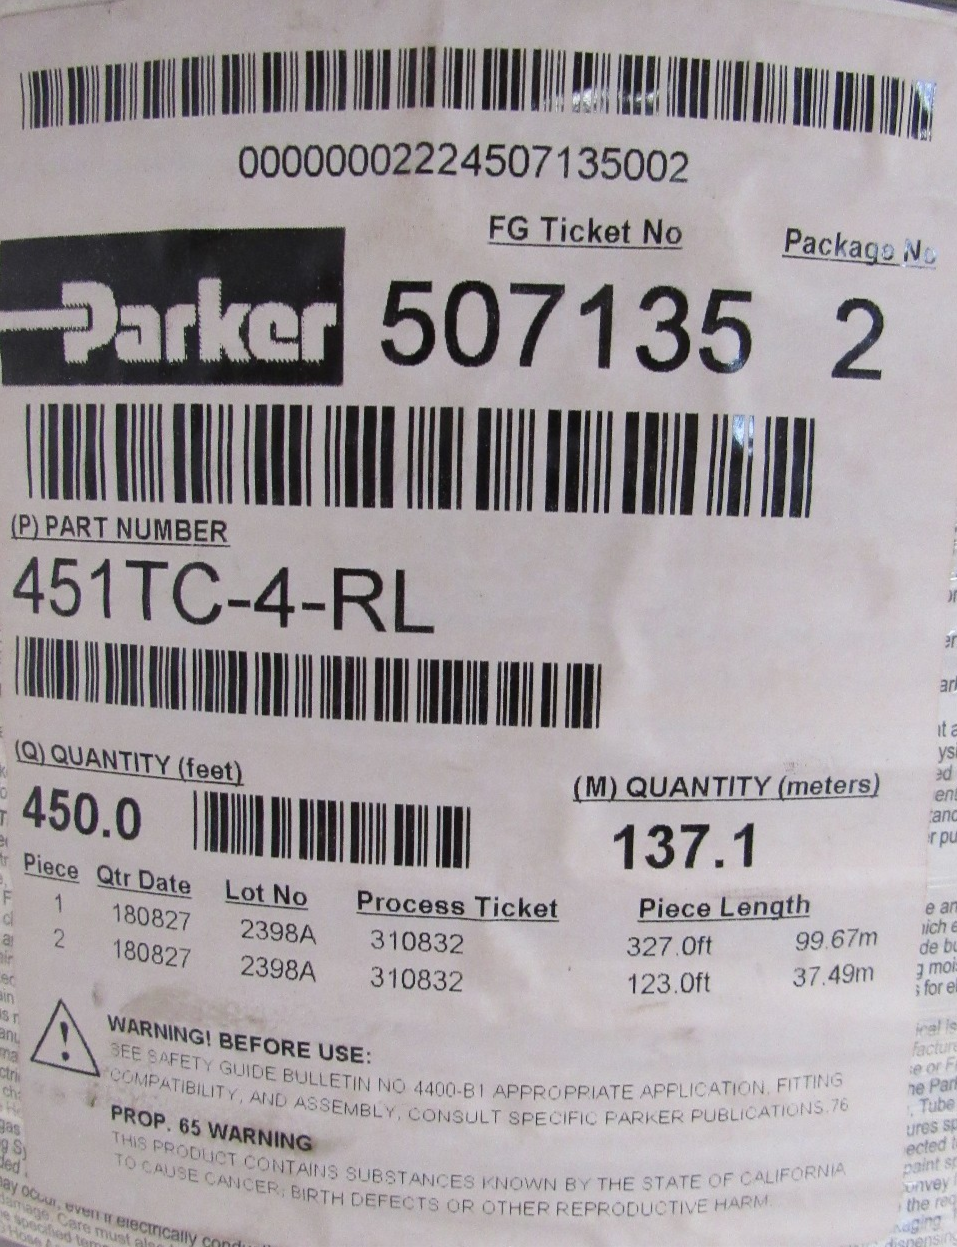 00000002224507135002
FG Ticket No
Package No
Parker
507135 2
(P) PART NUMBER
451TC-4-RL
(Q) QUANTITY (feet)
(M) QUANTITY (meters)
450.0
137.1
Piece Qtr Date Lot No Process Ticket Piece Length
1 180827 2398A 310832 327.0ft 99.67m
2 180827 2398A 310832 123.0ft 37.49m
WARNING! BEFORE USE:
SEE SAFETY GUIDE BULLETIN NO 4400-B1 APPROPRIATE APPLICATION, FITTING
COMPATIBILITY, AND ASSEMBLY, CONSULT SPECIFIC PARKER PUBLICATIONS.76
PROP. 65 WARNING
THIS PRODUCT CONTAINS SUBSTANCES KNOWN BY THE STATE OF CALIFORNIA
TO CAUSE CANCER, BIRTH DEFECTS OR OTHER REPRODUCTIVE HARM.